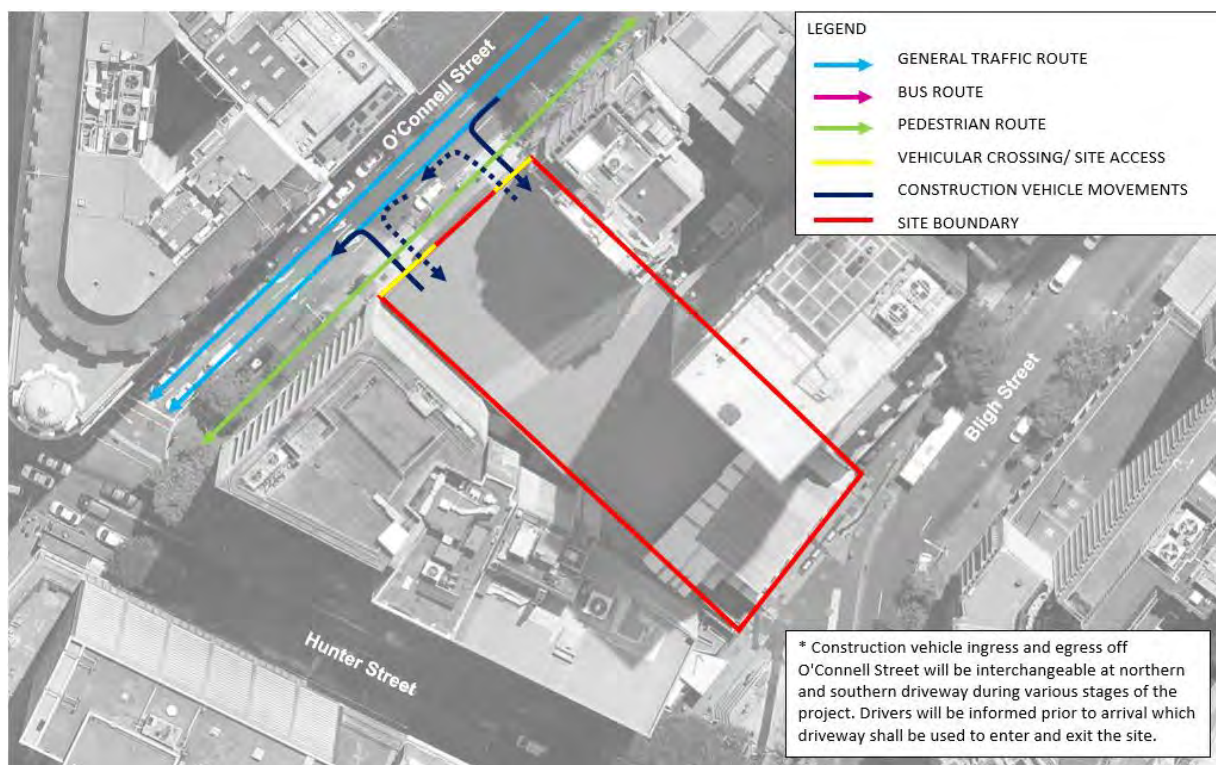 O'Connell Street
LEGEND
GENERAL TRAFFIC ROUTE
BUS ROUTE
PEDESTRIAN ROUTE
VEHICULAR CROSSING/ SITE ACCESS
CONSTRUCTION VEHICLE MOVEMENTS
SITE BOUNDARY
Bligh Street
Hunter Street
* Construction vehicle ingress and egress off
O'Connell Street will be interchangeable at northern
and southern driveway during various stages of the
project. Drivers will be informed prior to arrival which
driveway shall be used to enter and exit the site.